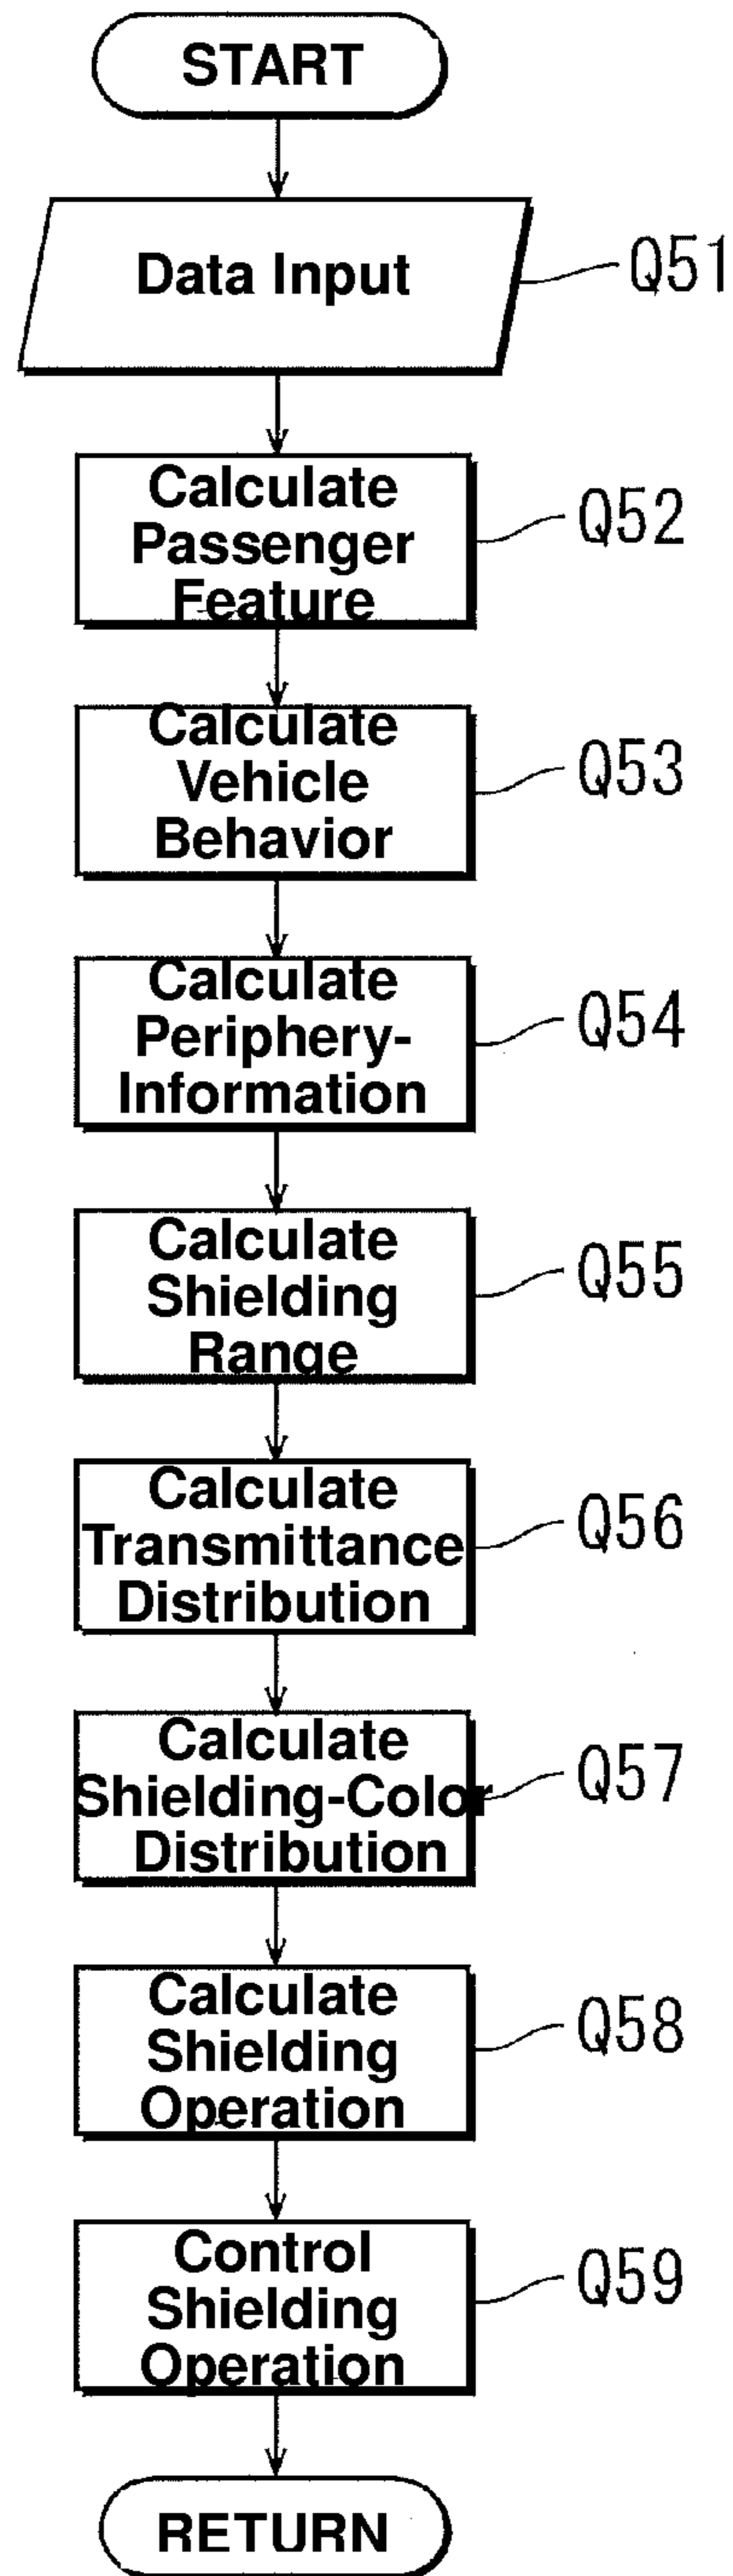 START
Data Input
Q51
Calculate
Passenger
Feature
Q52
Calculate
Vehicle
Behavior
Q53
Calculate
Periphery-
Information
Q54
Calculate
Shielding
Range
Q55
Calculate
Transmittance
Distribution
Q56
Calculate
Shielding-Color
Distribution
Q57
Calculate
Shielding
Operation
Q58
Control
Shielding
Operation
Q59
RETURN